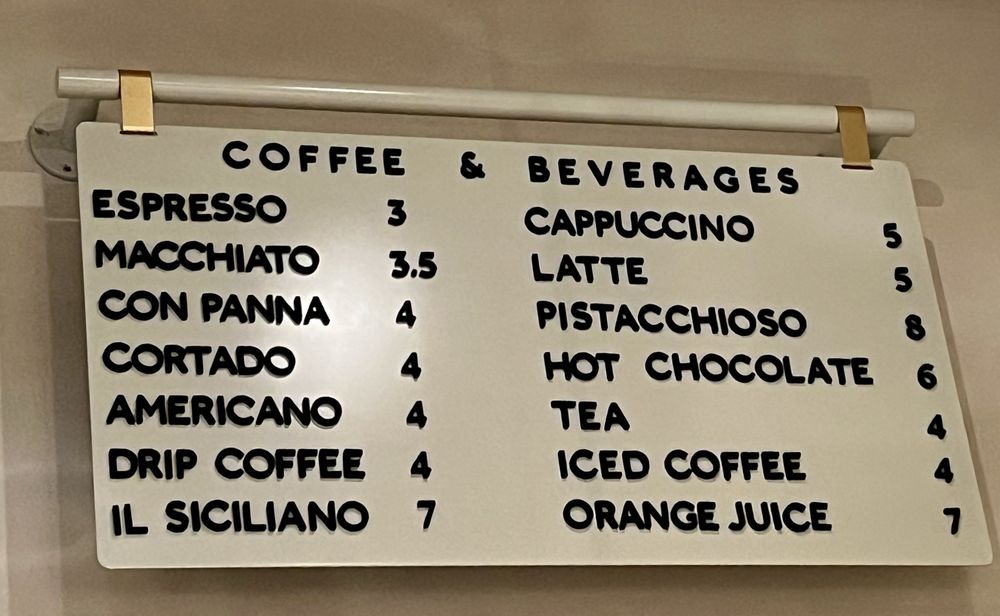 COFFEE & BEVERAGES
ESPRESSO 3
MACCHIATO 3.5
CON PANNA 4
CORTADO 4
AMERICANO 4
DRIP COFFEE 4
IL SICILIANO 7
CAPPUCCINO 5
LATTE 5
PISTACCHIOSO 8
HOT CHOCOLATE 6
TEA 4
ICED COFFEE 4
ORANGE JUICE 7